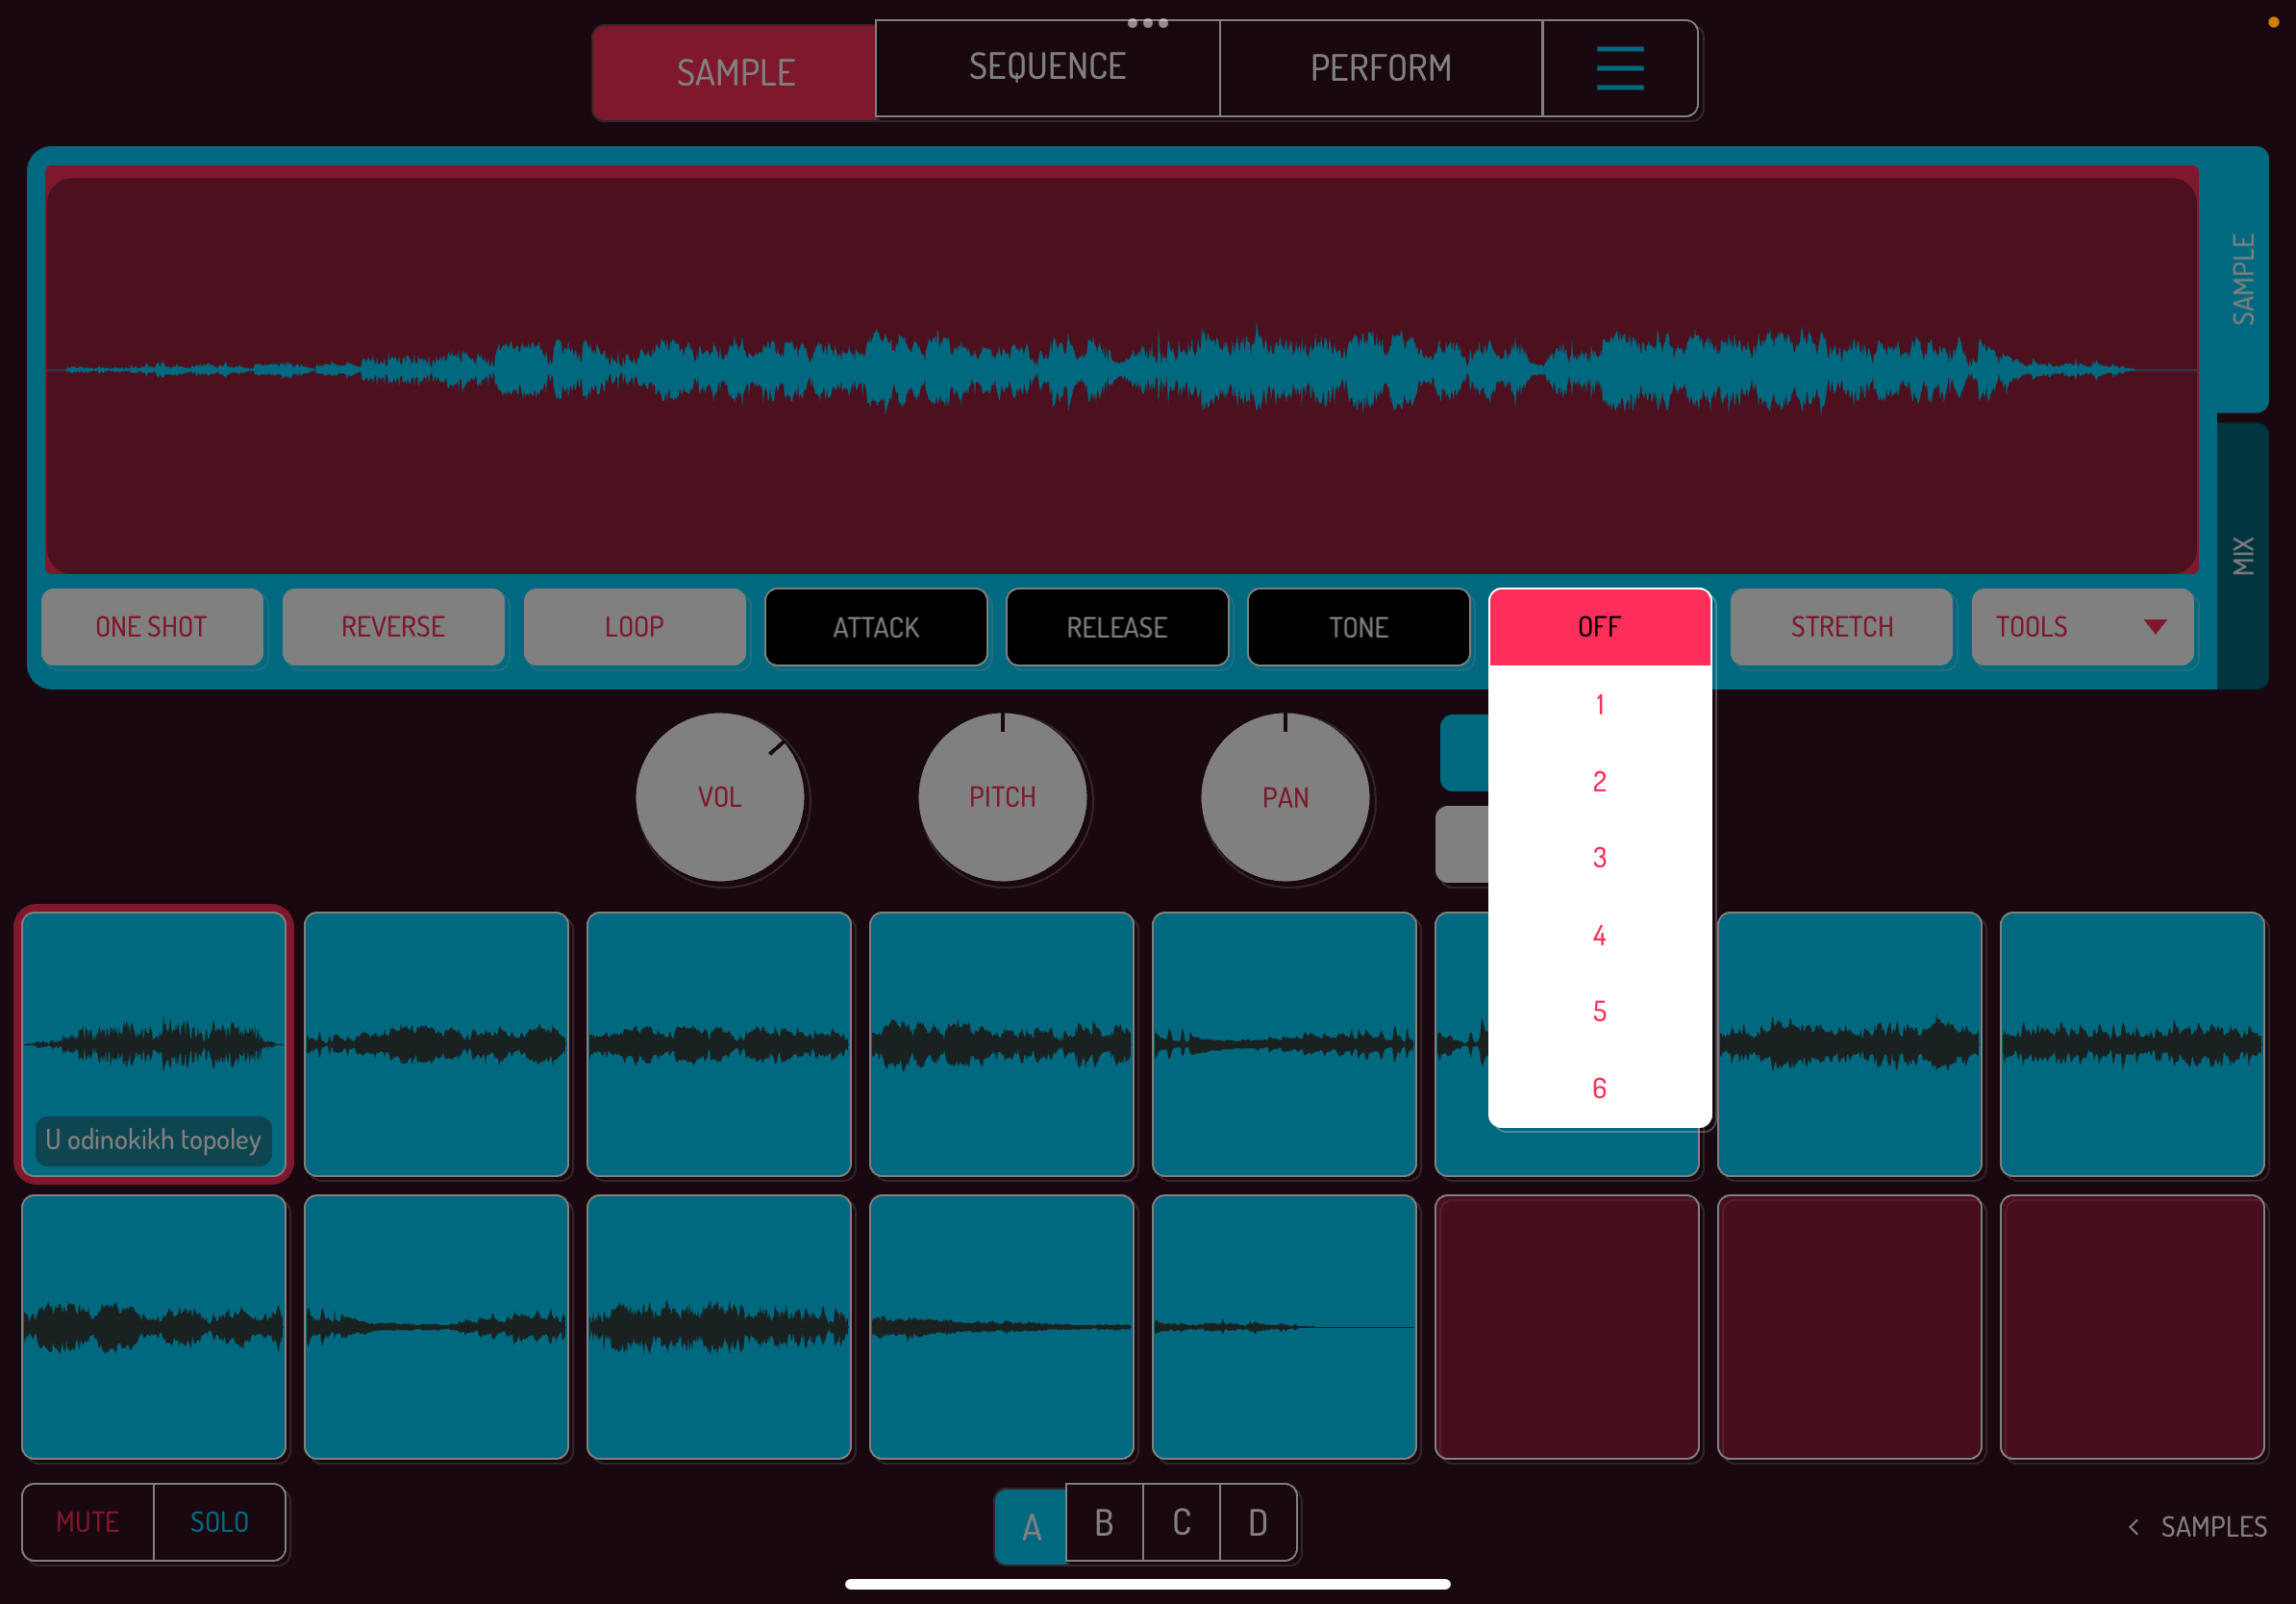 SAMPLE
SEQUENCE
PERFORM
SAMPLE
MIX
ONE SHOT
REVERSE
LOOP
ATTACK
RELEASE
TONE
OFF
STRETCH
TOOLS
1
2
3
4
5
6
VOL
PITCH
PAN
U odinokikh topoley
MUTE
SOLO
A
B
C
D
< SAMPLES